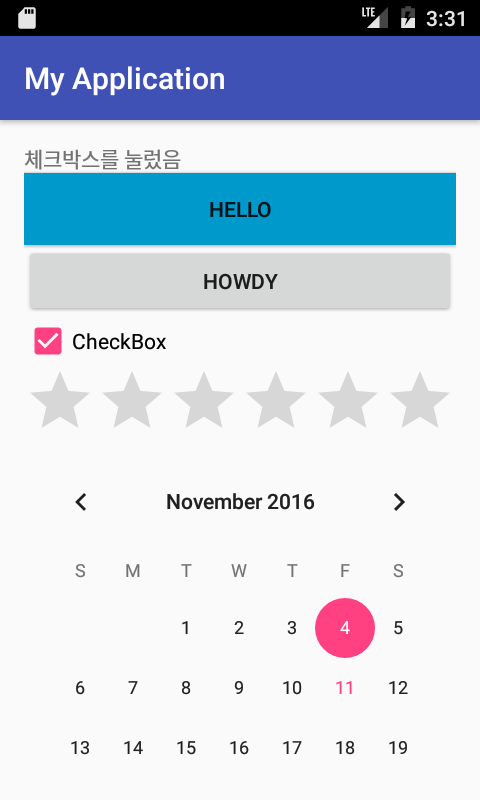 LTE 3:31
My Application
체크박스를 눌렀음
HELLO
HOWDY
CheckBox
November 2016
S M T W T F S
1 2 3 4 5
6 7 8 9 10 11 12
13 14 15 16 17 18 19